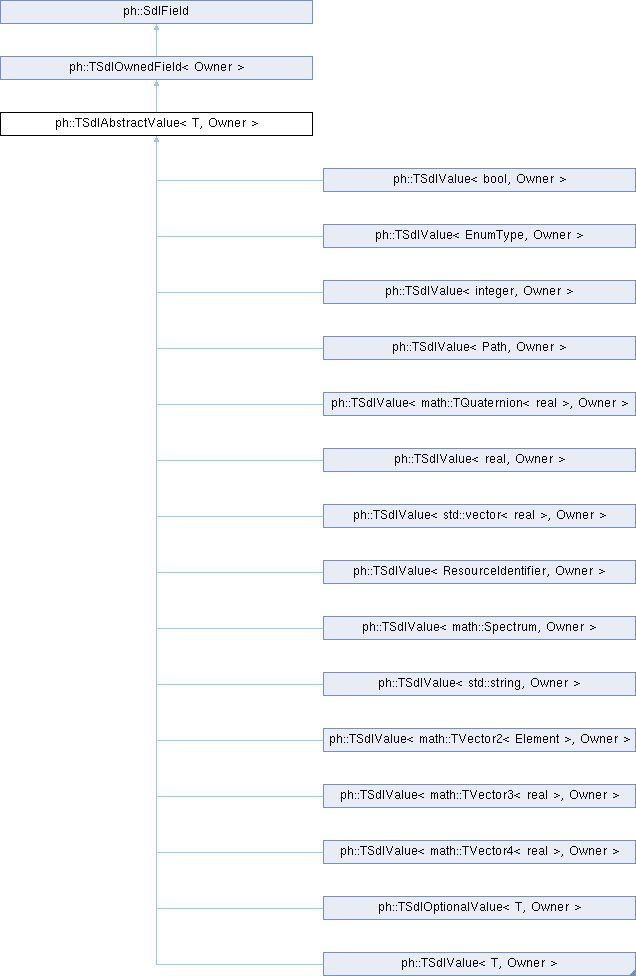 ph::SdlField
ph::TSdlOwnedField< Owner >
ph::TSdlAbstractValue< T, Owner >
ph::TSdlValue< bool, Owner >
ph::TSdlValue< EnumType, Owner >
ph::TSdlValue< integer, Owner >
ph::TSdlValue< Path, Owner >
ph::TSdlValue< math::TQuaternion< real >, Owner >
ph::TSdlValue< real, Owner >
ph::TSdlValue< std::vector< real >, Owner >
ph::TSdlValue< ResourceIdentifier, Owner >
ph::TSdlValue< math::Spectrum, Owner >
ph::TSdlValue< std::string, Owner >
ph::TSdlValue< math::TVector2< Element >, Owner >
ph::TSdlValue< math::TVector3< real >, Owner >
ph::TSdlValue< math::TVector4< real >, Owner >
ph::TSdlOptionalValue< T, Owner >
ph::TSdlValue< T, Owner >